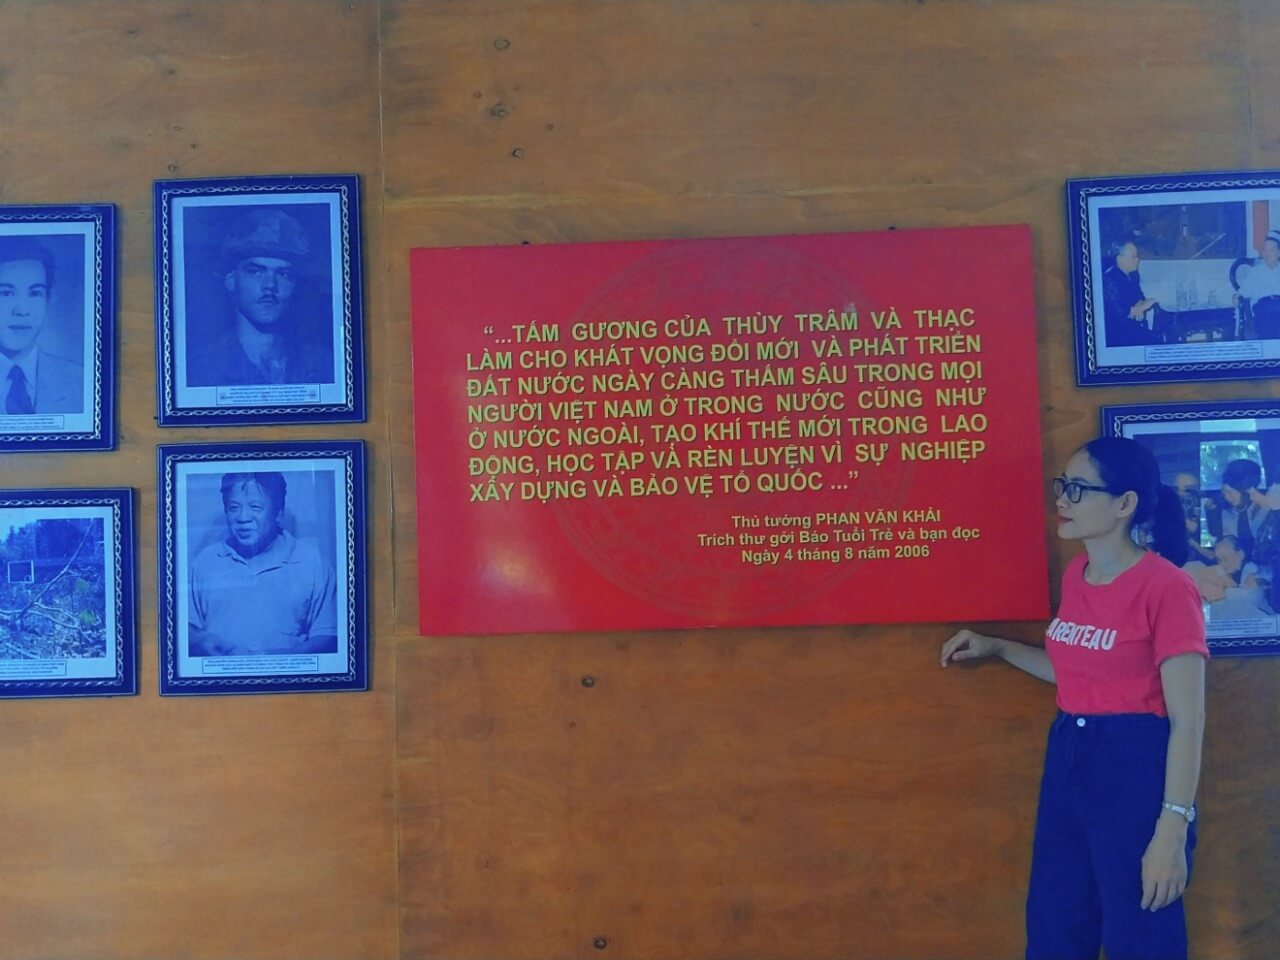 “...TẤM GƯƠNG CỦA THÙY TRÂM VÀ THẠC
LÀM CHO KHÁT VỌNG ĐỔI MỚI VÀ PHÁT TRIỂN
ĐẤT NƯỚC NGÀY CÀNG THẤM SÂU TRONG MỌI
NGƯỜI VIỆT NAM Ở TRONG NƯỚC CŨNG NHƯ
Ở NƯỚC NGOÀI, TẠO KHÍ THẾ MỚI TRONG LAO
ĐỘNG, HỌC TẬP VÀ RÈN LUYỆN VÌ SỰ NGHIỆP
XÂY DỰNG VÀ BẢO VỆ TỔ QUỐC ...”
Thủ tướng PHAN VĂN KHẢI
Trích thư gởi Báo Tuổi Trẻ và bạn đọc
Ngày 4 tháng 8 năm 2006
ARENTEAU